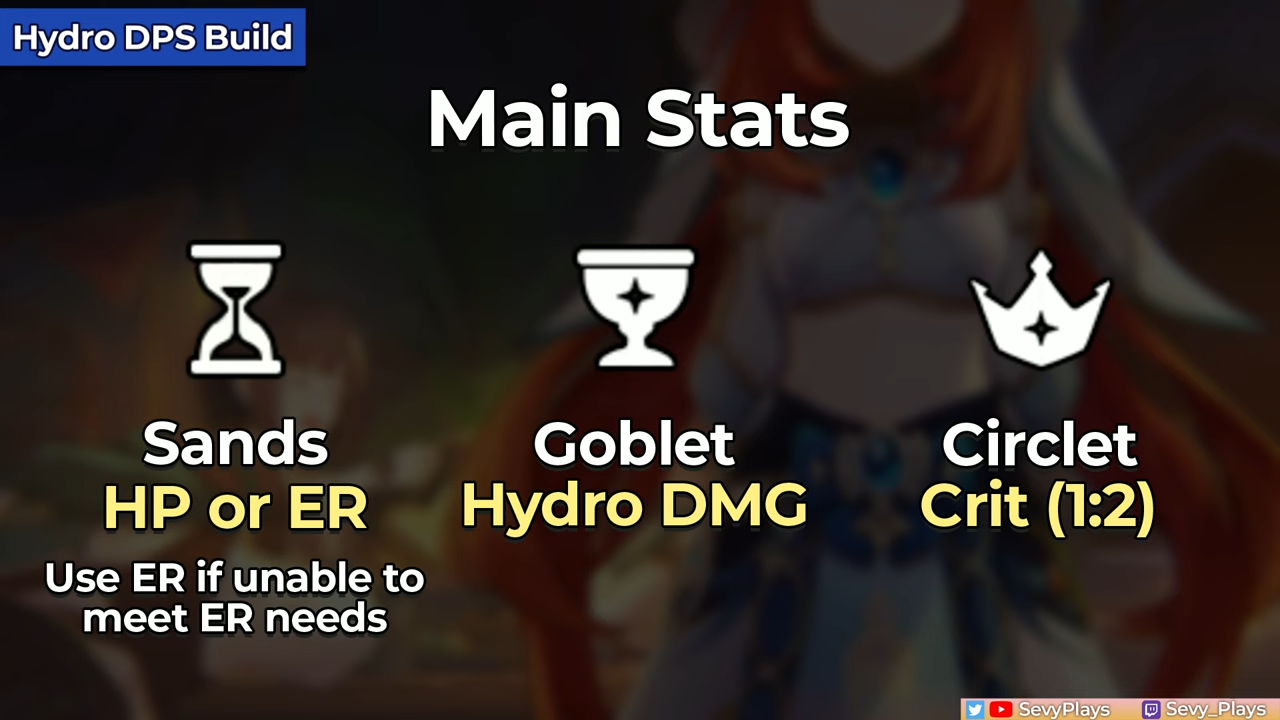 Hydro DPS Build
Main Stats
Sands
HP or ER
Use ER if unable to
meet ER needs
Goblet
Hydro DMG
Circlet
Crit (1:2)
SevyPlays
Sevy_Plays